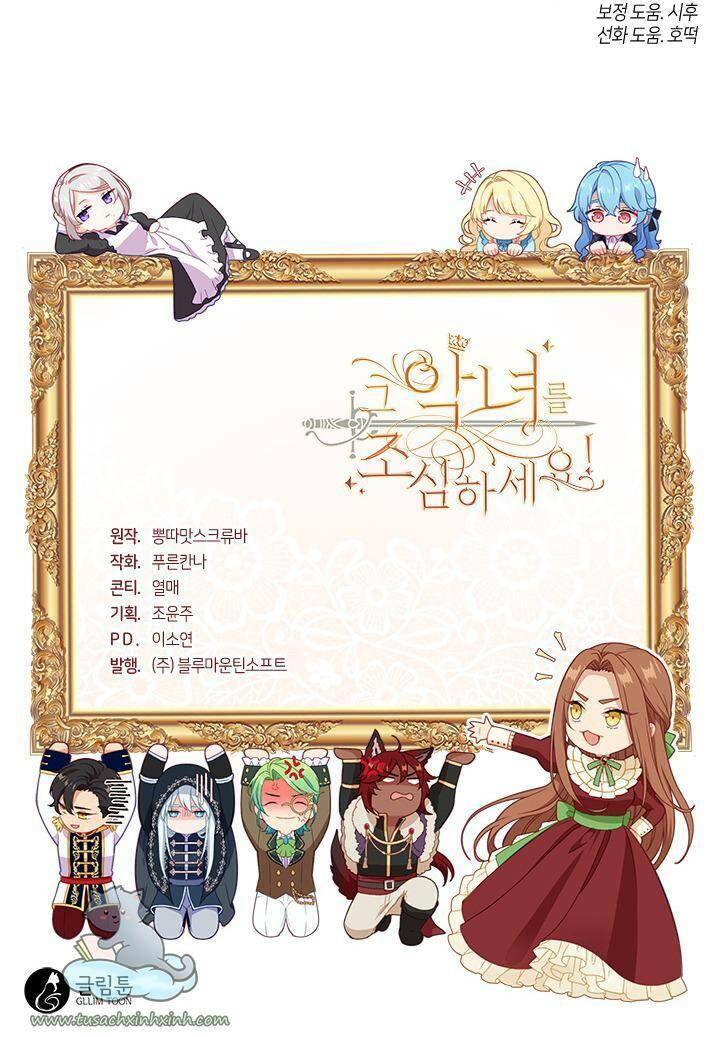 보정 도움. 시후
선화 도움. 호떡
그 악녀를
조심하세요!
원작. 뽕따맛스크류바
작화. 푸른칸나
콘티. 열매
기획. 조윤주
PD. 이소연
발행. (주)블루마운틴소프트
글림툰
GLLIM TOON
www.tusachxinhxinh.com